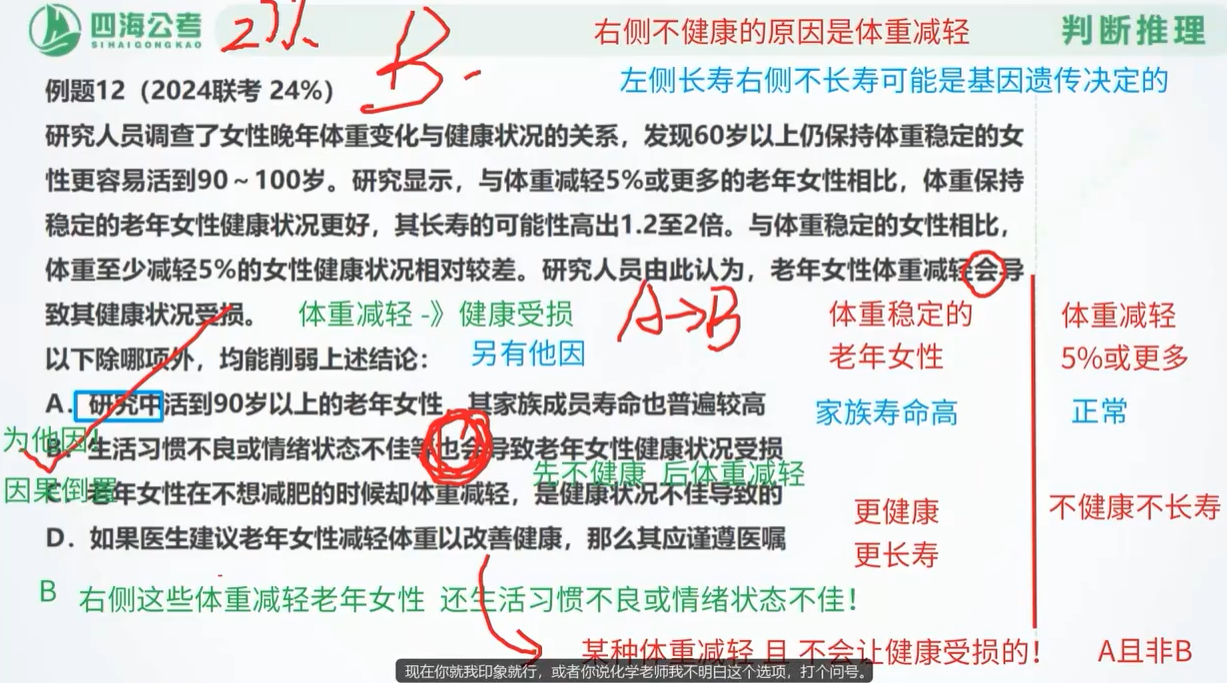 四海公考
SIHAIGONGKAO
23%
B.
右侧不健康的原因是体重减轻
判断推理
左侧长寿右侧不长寿可能是基因遗传决定的
例题12（2024联考 24%）
研究人员调查了女性晚年体重变化与健康状况的关系，发现60岁以上仍保持体重稳定的女
性更容易活到90～100岁。研究显示，与体重减轻5%或更多的老年女性相比，体重保持
稳定的老年女性健康状况更好，其长寿的可能性高出1.2至2倍。与体重稳定的女性相比，
体重至少减轻5%的女性健康状况相对较差。研究人员由此认为，老年女性体重减轻会导
致其健康状况受损。
体重减轻 -》健康受损
A→B
体重稳定的
老年女性
体重减轻
5%或更多
以下除哪项外，均能削弱上述结论：
另有他因
A．研究中活到90岁以上的老年女性，其家族成员寿命也普遍较高
家族寿命高
正常
为他因！
B．生活习惯不良或情绪状态不佳等也会导致老年女性健康状况受损
先不健康 后体重减轻
因果倒置
C．老年女性在不想减肥的时候却体重减轻，是健康状况不佳导致的
更健康
更长寿
不健康不长寿
D．如果医生建议老年女性减轻体重以改善健康，那么其应谨遵医嘱
B 右侧这些体重减轻老年女性 还生活习惯不良或情绪状态不佳！
某种体重减轻 且 不会让健康受损的！
A且非B
现在你就我印象就行，或者你说化学老师我不明白这个选项，打个问号。